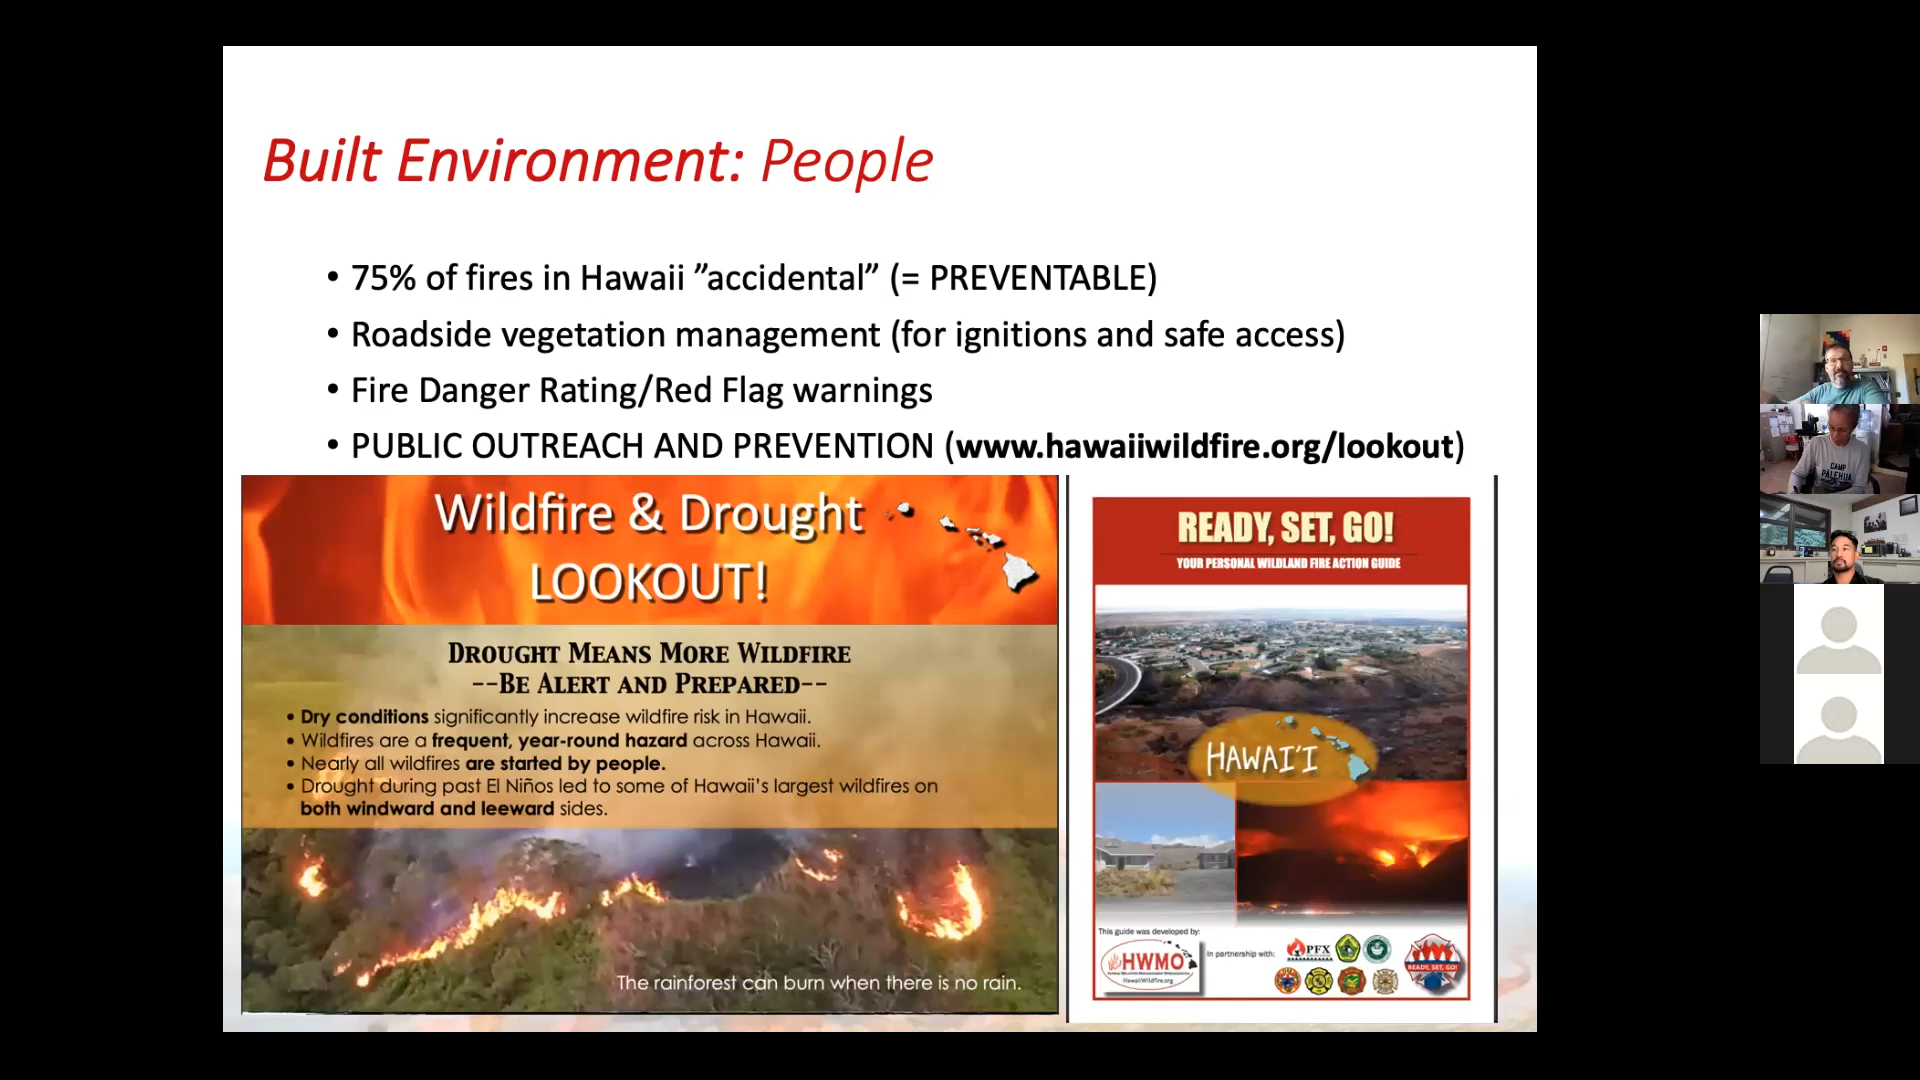 Built Environment: People
• 75% of fires in Hawaii ”accidental” (= PREVENTABLE)
• Roadside vegetation management (for ignitions and safe access)
• Fire Danger Rating/Red Flag warnings
• PUBLIC OUTREACH AND PREVENTION (www.hawaiiwildfire.org/lookout)
Wildfire & Drought
LOOKOUT!
DROUGHT MEANS MORE WILDFIRE
--BE ALERT AND PREPARED--
• Dry conditions significantly increase wildfire risk in Hawaii.
• Wildfires are a frequent, year-round hazard across Hawaii.
• Nearly all wildfires are started by people.
• Drought during past El Niños led to some of Hawaii's largest wildfires on
both windward and leeward sides.
The rainforest can burn when there is no rain.
READY, SET, GO!
YOUR PERSONAL WILDLAND FIRE ACTION GUIDE
HAWAI'I
This guide was developed by:
HWMO
HawaiiWildfire.org
In partnership with:
PFX
READY, SET, GO!
CAMP
PALEHUA